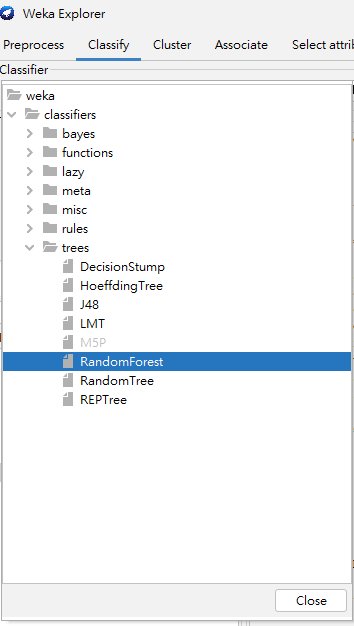 Weka Explorer
Preprocess Classify Cluster Associate Select attrib
Classifier
weka
classifiers
bayes
functions
lazy
meta
misc
rules
trees
DecisionStump
HoeffdingTree
J48
LMT
M5P
RandomForest
RandomTree
REPTree
Close